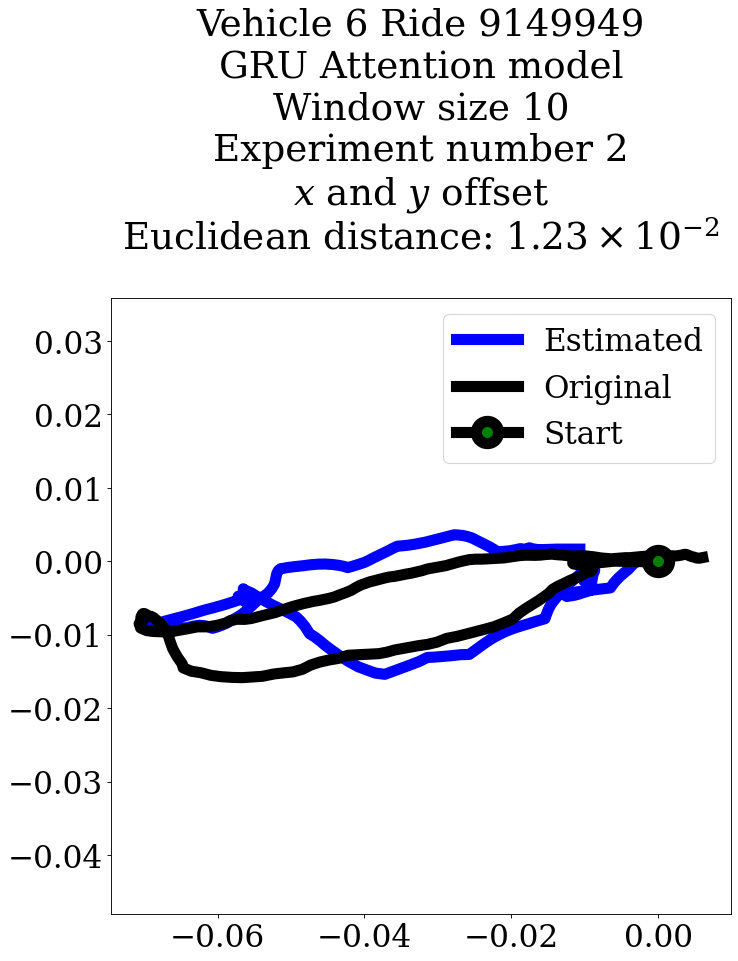 Vehicle 6 Ride 9149949
GRU Attention model
Window size 10
Experiment number 2
x and y offset
Euclidean distance: 1.23 × 10⁻²
Estimated
Original
Start
0.03
0.02
0.01
0.00
−0.01
−0.02
−0.03
−0.04
−0.06
−0.04
−0.02
0.00